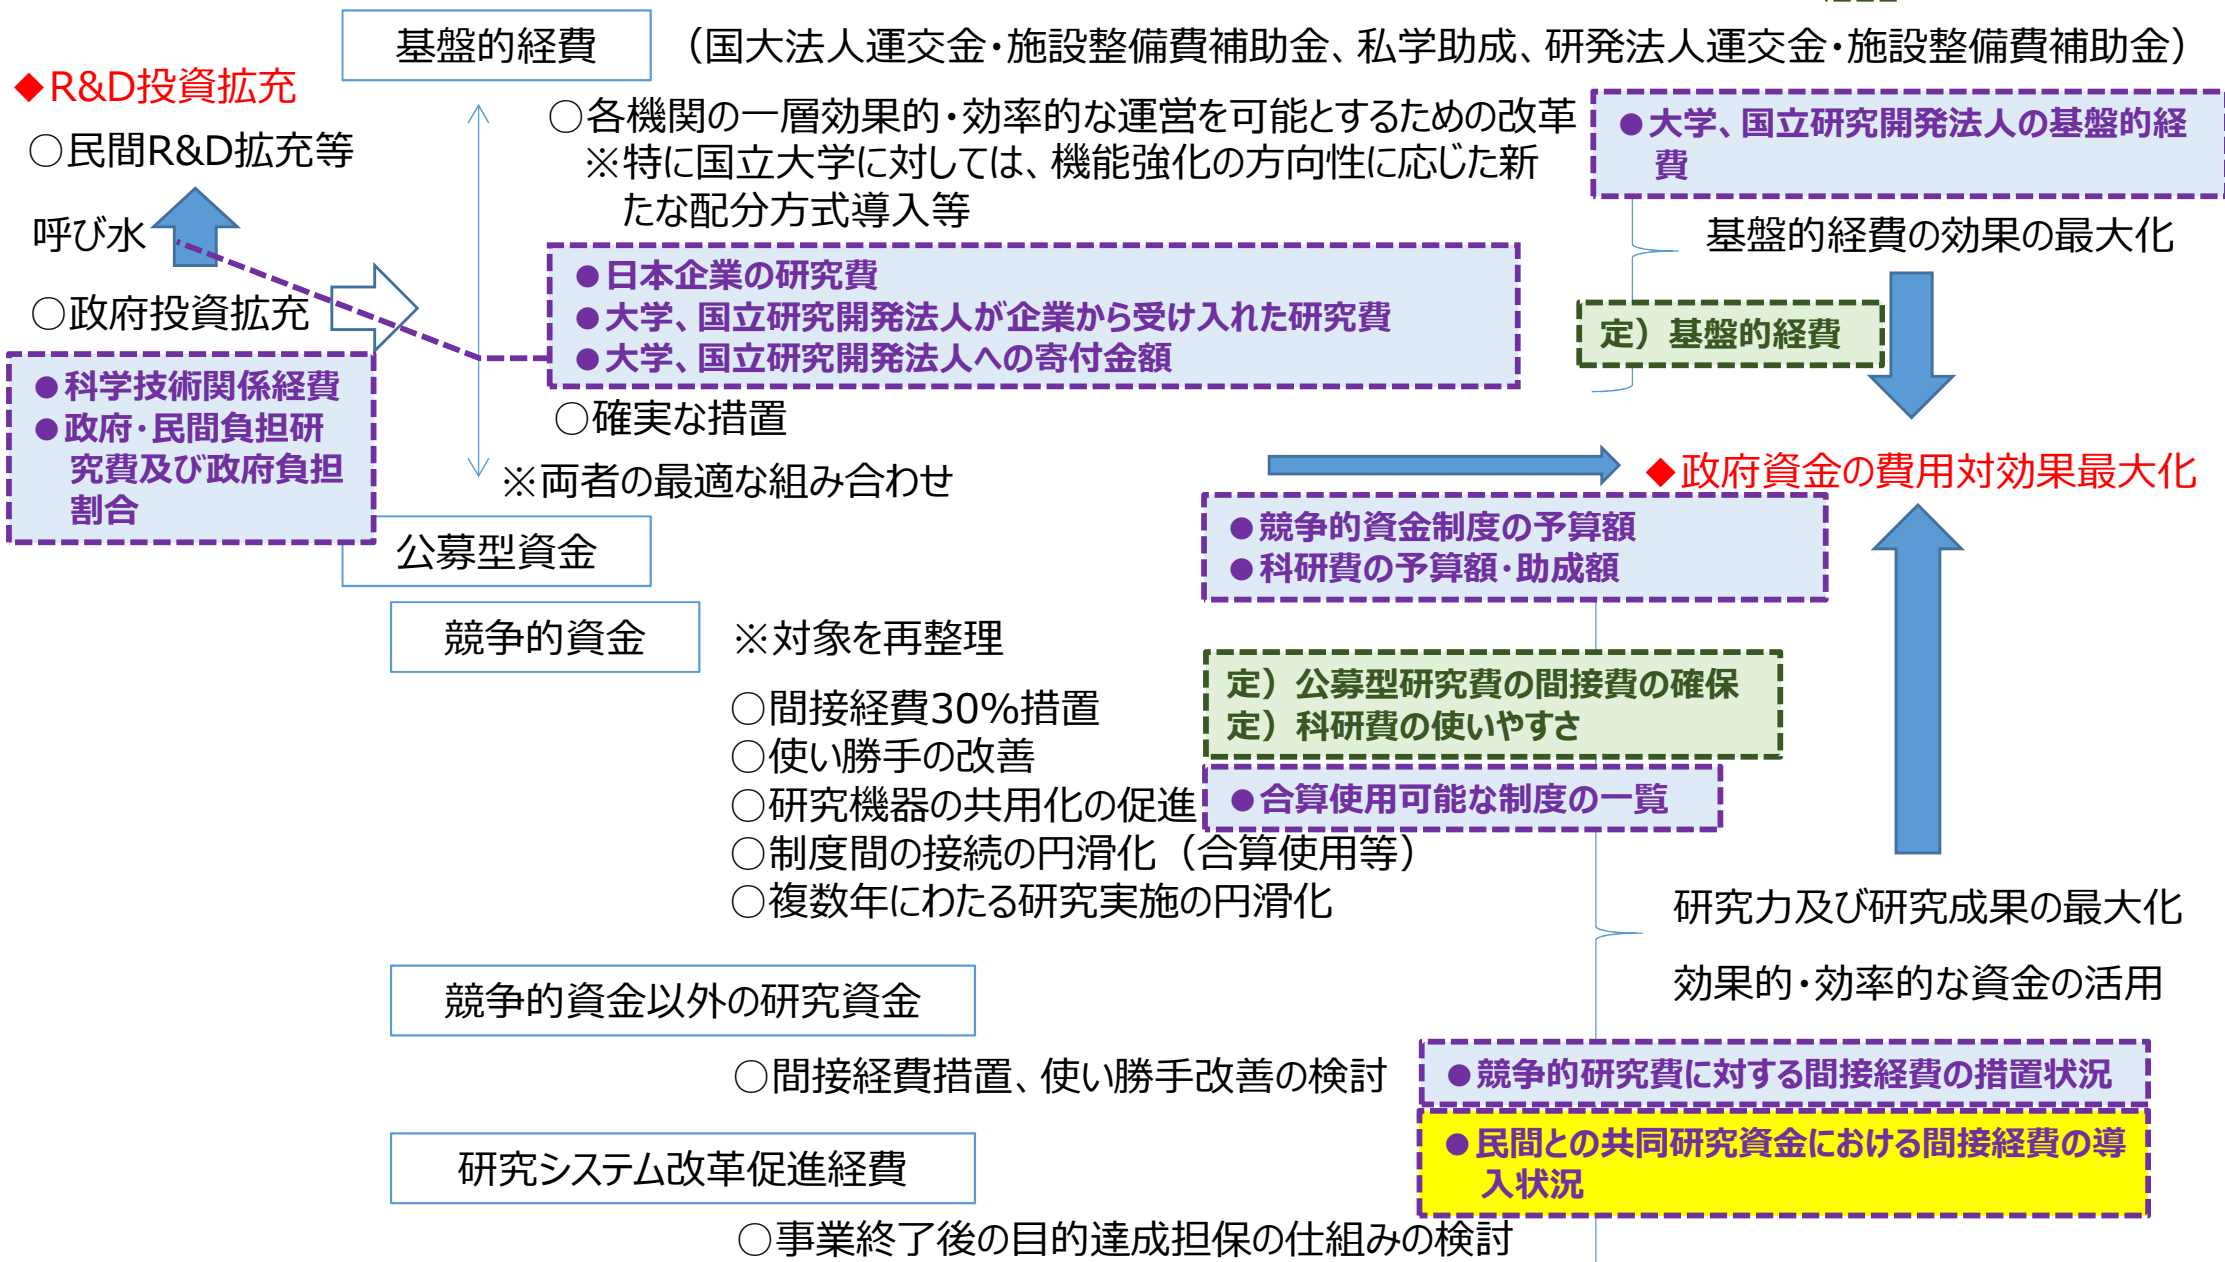 基盤的経費
（国大法人運交金・施設整備費補助金、私学助成、研発法人運交金・施設整備費補助金）
◆R&D投資拡充
○民間R&D拡充等
呼び水
○政府投資拡充
●科学技術関係経費
●政府・民間負担研
究費及び政府負担
割合
○各機関の一層効果的・効率的な運営を可能とするための改革
※特に国立大学に対しては、機能強化の方向性に応じた新
たな配分方式導入等
●日本企業の研究費
●大学、国立研究開発法人が企業から受け入れた研究費
●大学、国立研究開発法人への寄付金額
○確実な措置
※両者の最適な組み合わせ
●大学、国立研究開発法人の基盤的経
費
基盤的経費の効果の最大化
定）基盤的経費
◆政府資金の費用対効果最大化
公募型資金
●競争的資金制度の予算額
●科研費の予算額・助成額
競争的資金
※対象を再整理
○間接経費30%措置
○使い勝手の改善
○研究機器の共用化の促進
○制度間の接続の円滑化（合算使用等）
○複数年にわたる研究実施の円滑化
定）公募型研究費の間接費の確保
定）科研費の使いやすさ
●合算使用可能な制度の一覧
研究力及び研究成果の最大化
効果的・効率的な資金の活用
競争的資金以外の研究資金
○間接経費措置、使い勝手改善の検討
●競争的研究費に対する間接経費の措置状況
●民間との共同研究資金における間接経費の導
入状況
研究システム改革促進経費
○事業終了後の目的達成担保の仕組みの検討